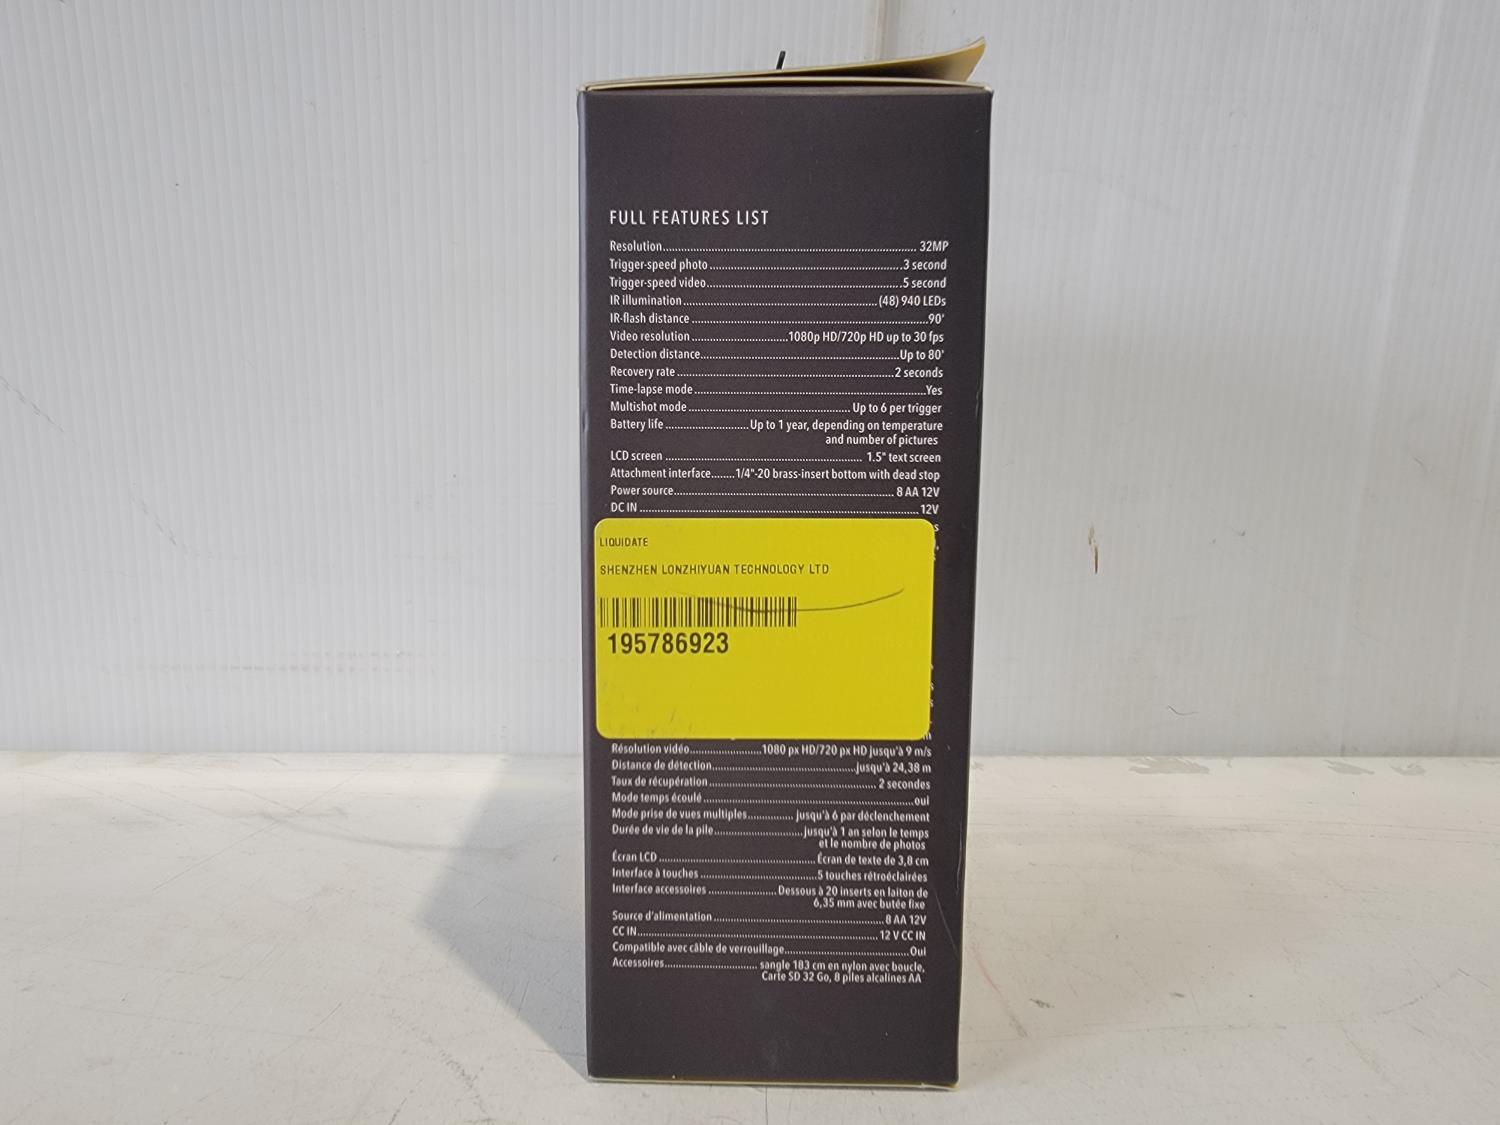 FULL FEATURES LIST
Resolution 32MP
Trigger-speed photo .3 second
Trigger-speed video .5 second
IR illumination (48) 940 LEDs
IR-flash distance 90'
Video resolution 1080p HD/720p HD up to 30 fps
Detection distance Up to 80'
Recovery rate 2 seconds
Time-lapse mode Yes
Multishot mode Up to 6 per trigger
Battery life Up to 1 year, depending on temperature
and number of pictures
LCD screen 1.5" text screen
Attachment interface 1/4"-20 brass-insert bottom with dead stop
Power source 8 AA 12V
DC IN 12V
LIQUIDATE
SHENZHEN LONZHIYUAN TECHNOLOGY LTD
195786923
Résolution vidéo 1080 px HD/720 px HD jusqu'à 9 m/s
Distance de détection jusqu'à 24,38 m
Taux de récupération 2 secondes
Mode temps écoulé oui
Mode prise de vues multiples jusqu'à 6 par déclenchement
Durée de vie de la pile jusqu'à 1 an selon le temps
et le nombre de photos
Écran LCD Écran de texte de 3,8 cm
Interface à touches 5 touches rétroéclairées
Interface accessoires Dessous à 20 inserts en laiton de
6,35 mm avec butée fixe
Source d'alimentation 8 AA 12V
CC IN 12 V CC IN
Compatible avec câble de verrouillage Oui
Accessoires sangle 183 cm en nylon avec boucle,
Carte SD 32 Go, 8 piles alcalines AA